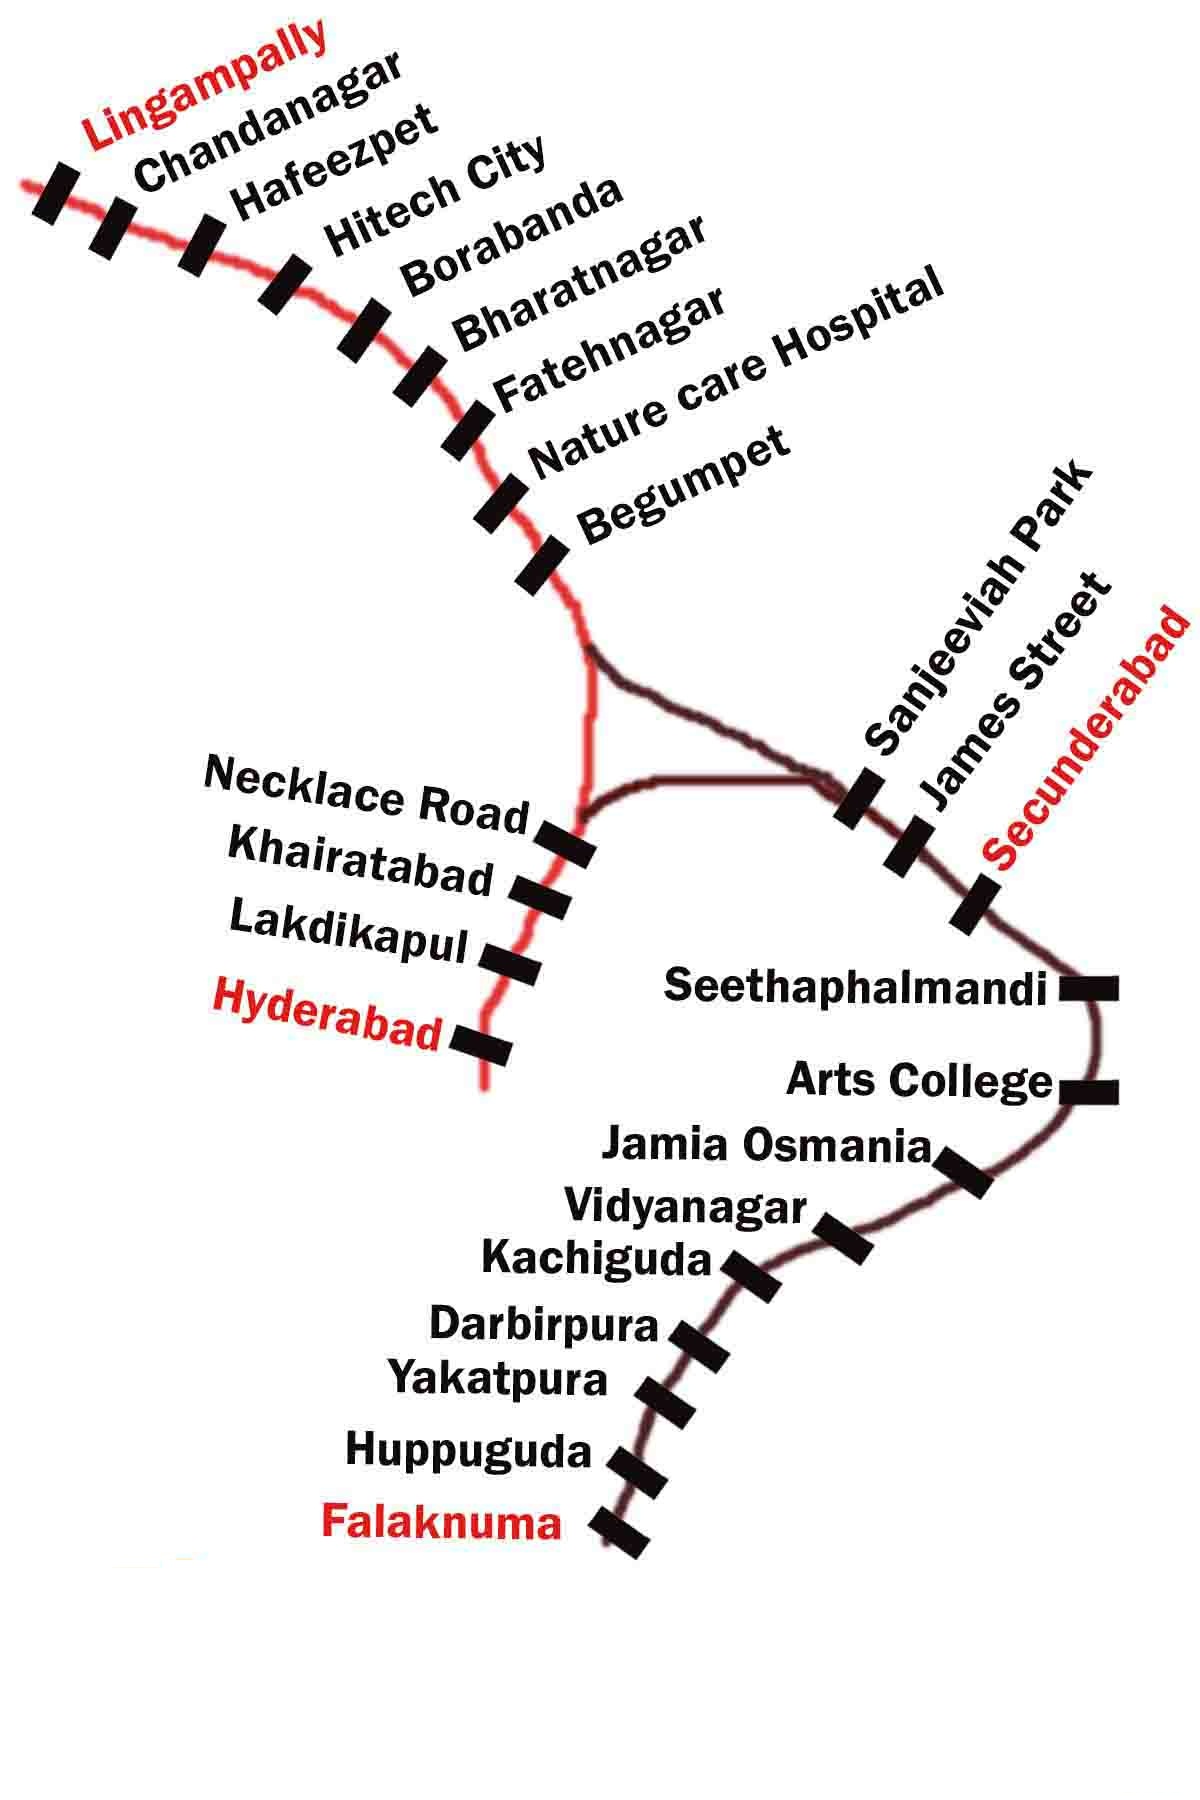 Lingampally
Chandanagar
Hafeezpet
Hitech City
Borabanda
Bharatnagar
Fatehnagar
Nature care Hospital
Begumpet
Sanjeeviah Park
James Street
Secunderabad
Necklace Road
Khairatabad
Lakdikapul
Hyderabad
Seethaphalmandi
Arts College
Jamia Osmania
Vidyanagar
Kachiguda
Darbirpura
Yakatpura
Huppuguda
Falaknuma